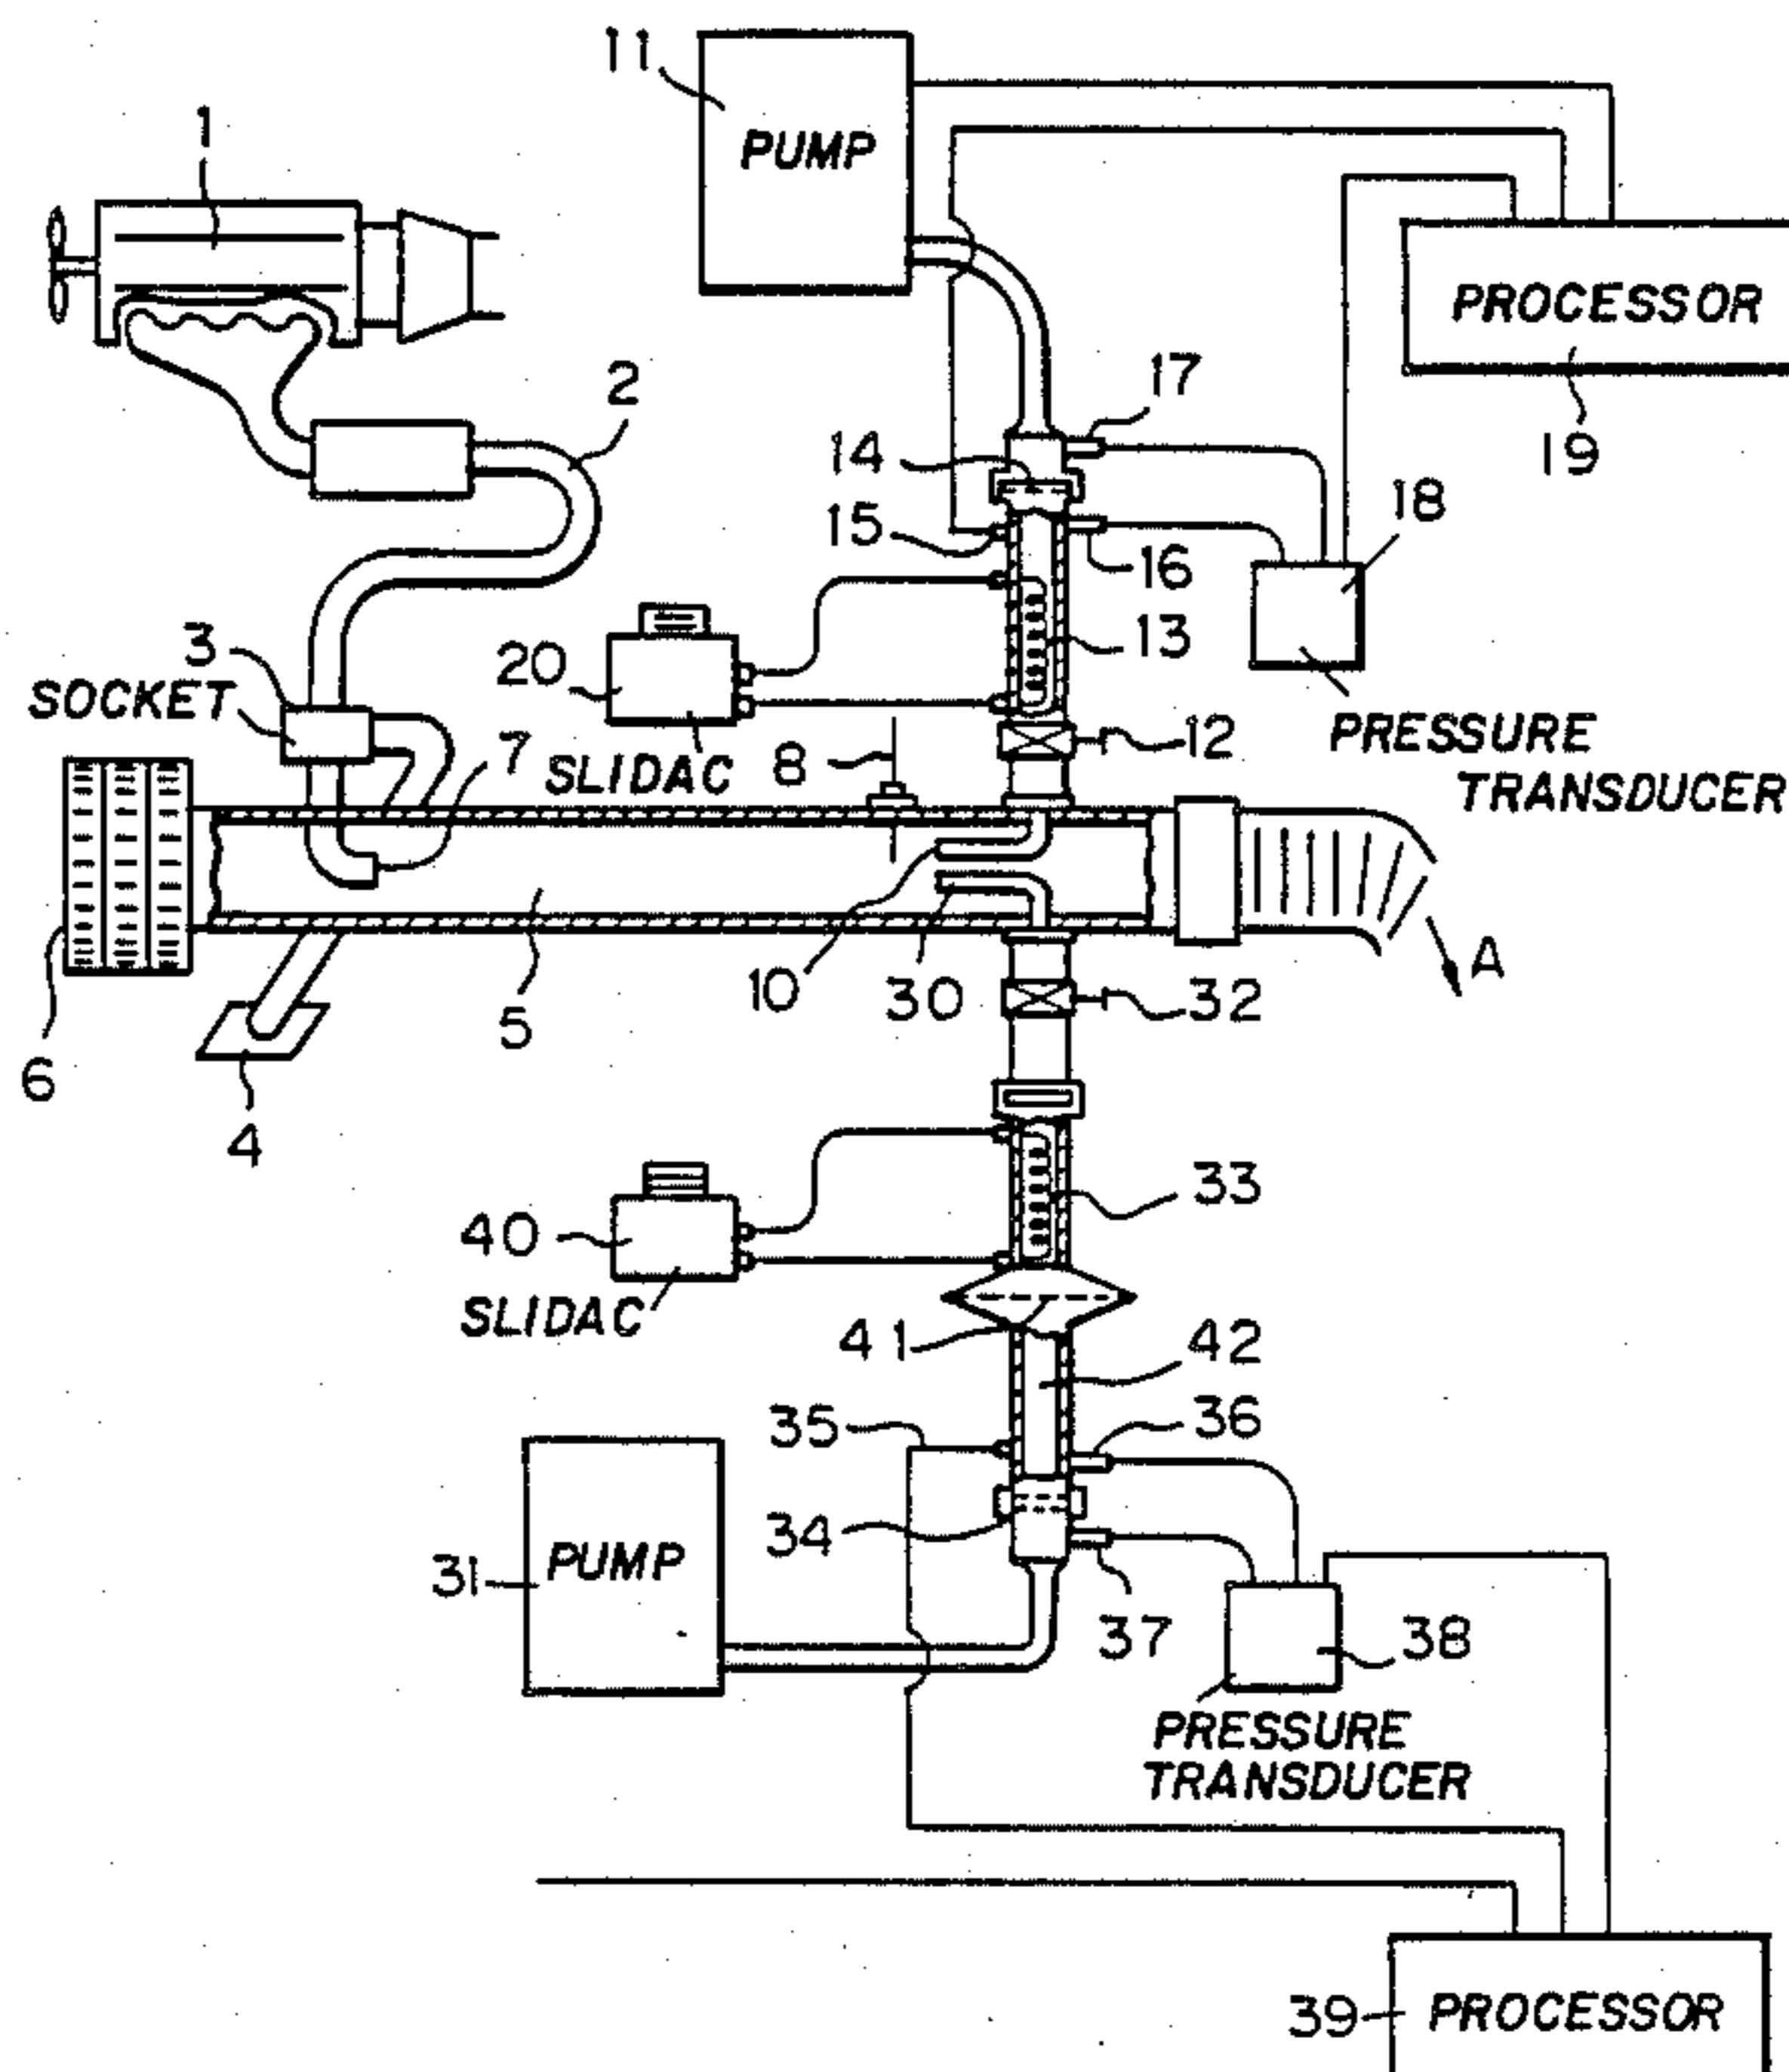 11
PUMP
1
PROCESSOR
19
2
17
14
15
16
18
13
3
SOCKET
20
SLIDAC
7
8
12
PRESSURE
TRANSDUCER
10
30
5
A
6
4
32
33
40
SLIDAC
41
42
35
36
34
31
PUMP
37
38
PRESSURE
TRANSDUCER
39
PROCESSOR